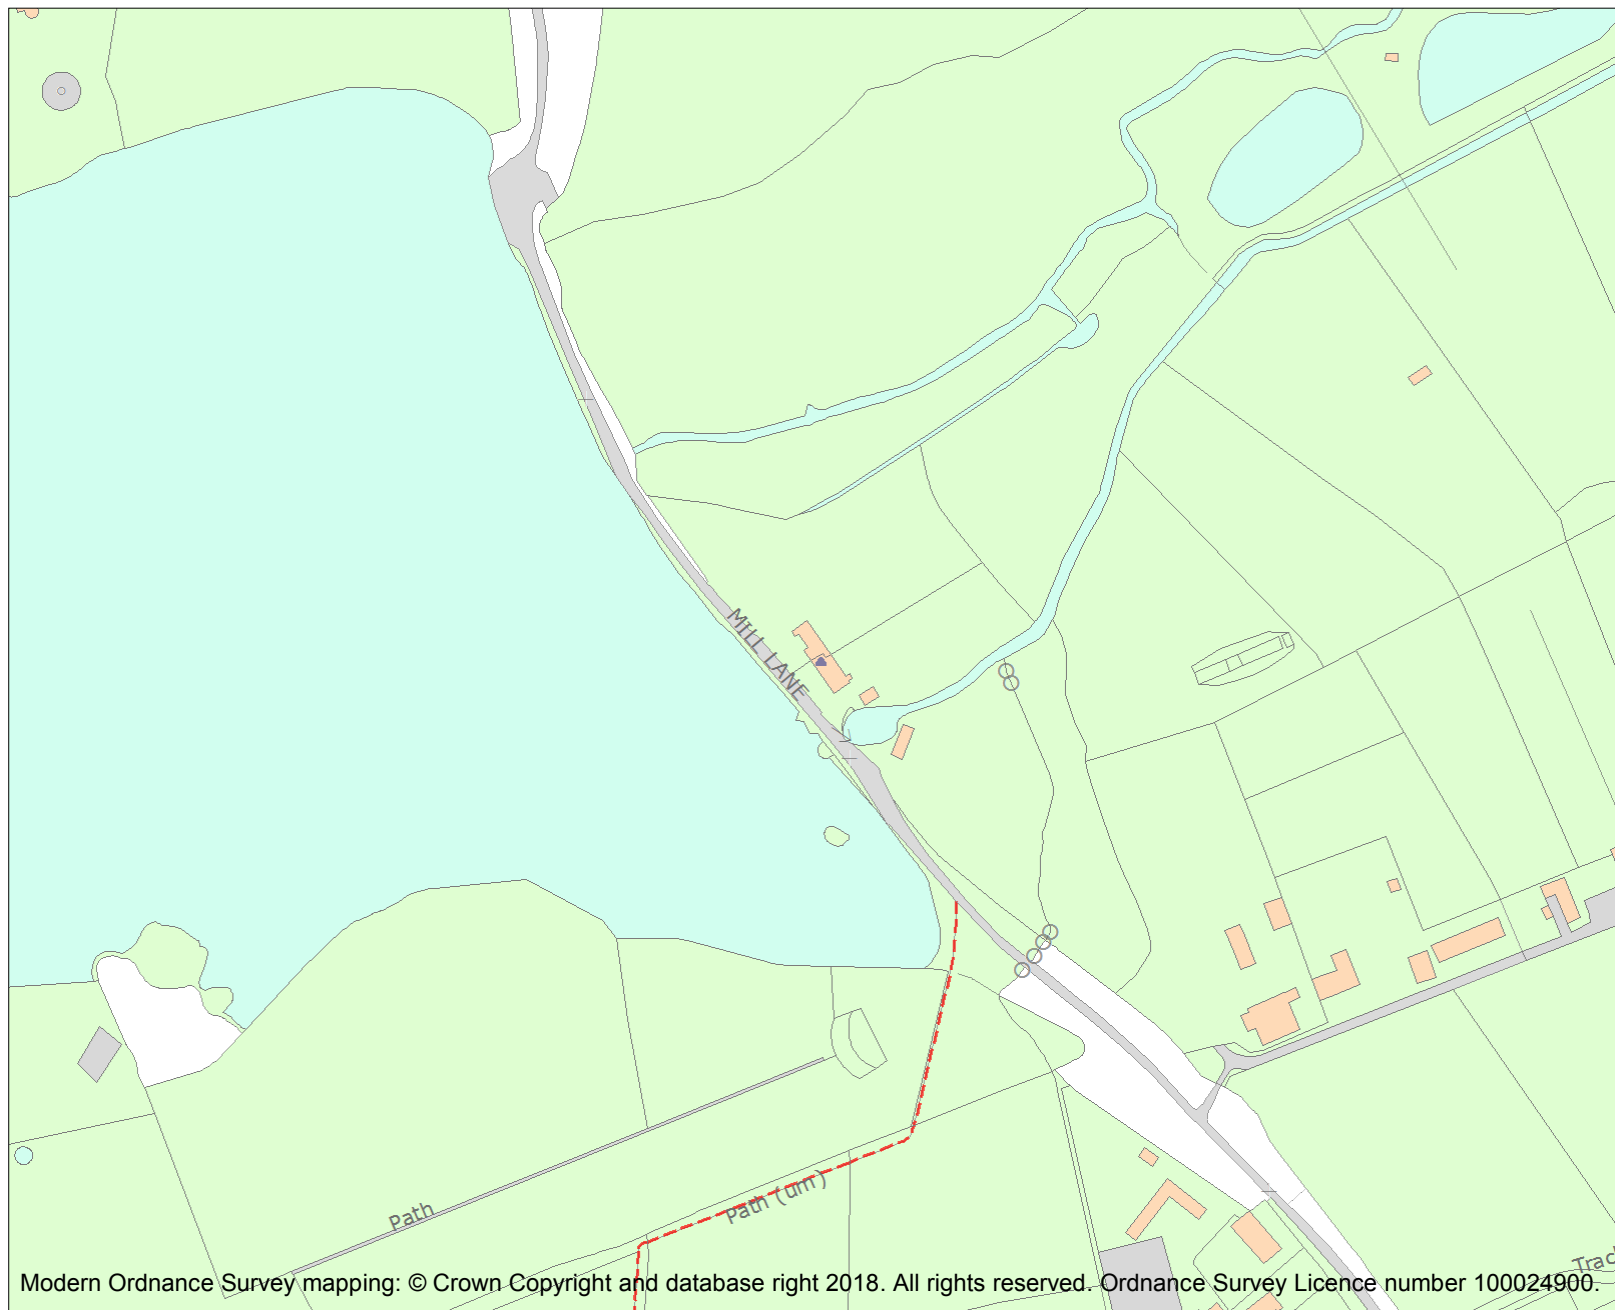 MILL LANE
Path (um)
Path
Modern Ordnance Survey mapping: © Crown Copyright and database right 2018. All rights reserved. Ordnance Survey Licence number 100024900.